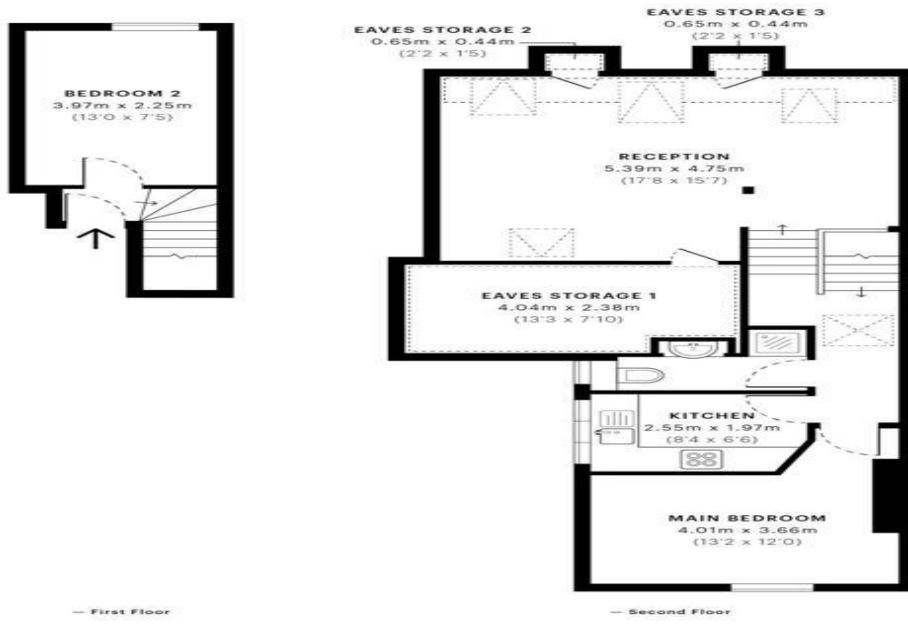 BEDROOM 2
3.97m x 2.25m
(13'0 x 7'5)
EAVES STORAGE 2
0.65m x 0.44m
(2'2 x 1'5)
EAVES STORAGE 3
0.65m x 0.44m
(2'2 x 1'5)
RECEPTION
5.39m x 4.75m
(17'8 x 15'7)
EAVES STORAGE 1
4.04m x 2.38m
(13'3 x 7'10)
KITCHEN
2.55m x 1.97m
(8'4 x 6'6)
MAIN BEDROOM
4.01m x 3.66m
(13'2 x 12'0)
— First Floor
— Second Floor